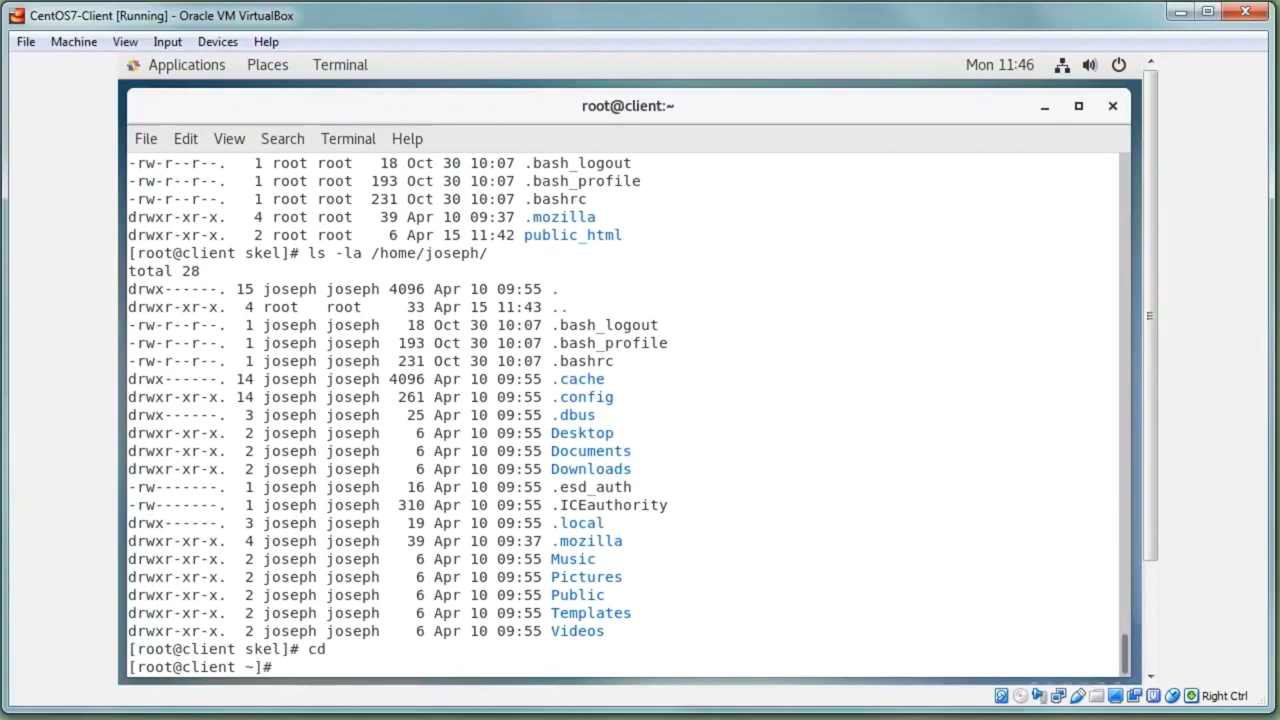 CentOS7-Client [Running] - Oracle VM VirtualBox
File Machine View Input Devices Help
Applications Places Terminal Mon 11:46
root@client:~
File Edit View Search Terminal Help
-rw-r--r--. 1 root root 18 Oct 30 10:07 .bash_logout
-rw-r--r--. 1 root root 193 Oct 30 10:07 .bash_profile
-rw-r--r--. 1 root root 231 Oct 30 10:07 .bashrc
drwxr-xr-x. 4 root root 39 Apr 10 09:37 .mozilla
drwxr-xr-x. 2 root root 6 Apr 15 11:42 public_html
[root@client skel]# ls -la /home/joseph/
total 28
drwx------. 15 joseph joseph 4096 Apr 10 09:55 .
drwxr-xr-x. 4 root root 33 Apr 15 11:43 ..
-rw-r--r--. 1 joseph joseph 18 Oct 30 10:07 .bash_logout
-rw-r--r--. 1 joseph joseph 193 Oct 30 10:07 .bash_profile
-rw-r--r--. 1 joseph joseph 231 Oct 30 10:07 .bashrc
drwx------. 14 joseph joseph 4096 Apr 10 09:55 .cache
drwxr-xr-x. 14 joseph joseph 261 Apr 10 09:55 .config
drwx------. 3 joseph joseph 25 Apr 10 09:55 .dbus
drwxr-xr-x. 2 joseph joseph 6 Apr 10 09:55 Desktop
drwxr-xr-x. 2 joseph joseph 6 Apr 10 09:55 Documents
drwxr-xr-x. 2 joseph joseph 6 Apr 10 09:55 Downloads
-rw-------. 1 joseph joseph 16 Apr 10 09:55 .esd_auth
-rw-------. 1 joseph joseph 310 Apr 10 09:55 .ICEauthority
drwx------. 3 joseph joseph 19 Apr 10 09:55 .local
drwxr-xr-x. 4 joseph joseph 39 Apr 10 09:37 .mozilla
drwxr-xr-x. 2 joseph joseph 6 Apr 10 09:55 Music
drwxr-xr-x. 2 joseph joseph 6 Apr 10 09:55 Pictures
drwxr-xr-x. 2 joseph joseph 6 Apr 10 09:55 Public
drwxr-xr-x. 2 joseph joseph 6 Apr 10 09:55 Templates
drwxr-xr-x. 2 joseph joseph 6 Apr 10 09:55 Videos
[root@client skel]# cd
[root@client ~]#
Right Ctrl